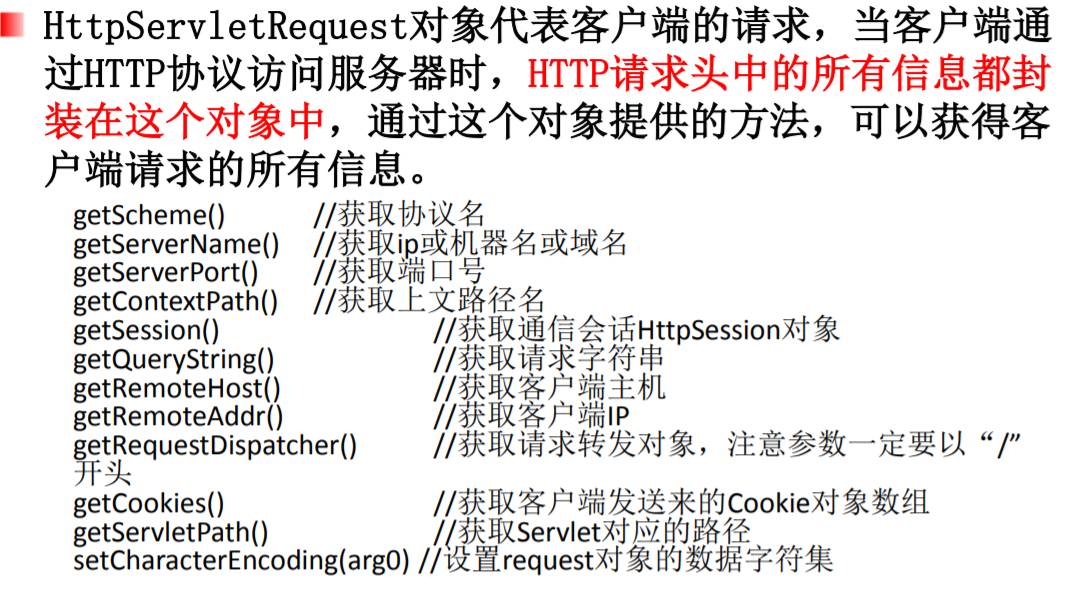 HttpServletRequest对象代表客户端的请求，当客户端通
过HTTP协议访问服务器时，HTTP请求头中的所有信息都封
装在这个对象中，通过这个对象提供的方法，可以获得客
户端请求的所有信息。
getScheme() //获取协议名
getServerName() //获取ip或机器名或域名
getServerPort() //获取端口号
getContextPath() //获取上文路径名
getSession() //获取通信会话HttpSession对象
getQueryString() //获取请求字符串
getRemoteHost() //获取客户端主机
getRemoteAddr() //获取客户端IP
getRequestDispatcher() //获取请求转发对象，注意参数一定要以“/”
开头
getCookies() //获取客户端发送来的Cookie对象数组
getServletPath() //获取Servlet对应的路径
setCharacterEncoding(arg0) //设置request对象的数据字符集